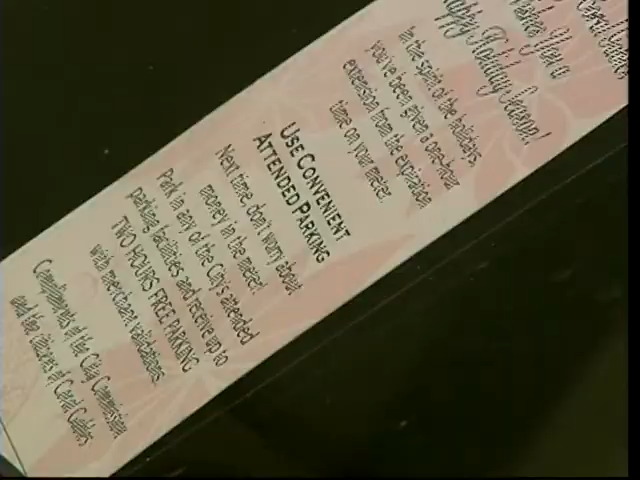 Coral Gables
Wishes You a
Happy Holiday Season!
In the spirit of the holidays,
you've been given a one-hour
extension from the expiration
time on your meter.
USE CONVENIENT
ATTENDED PARKING
Next time, don't worry about
money in the meter!
Park in any of the City's attended
parking facilities and receive up to
TWO HOURS FREE PARKING
with merchant validations.
Compliments of the City Commission
and the citizens of Coral Gables